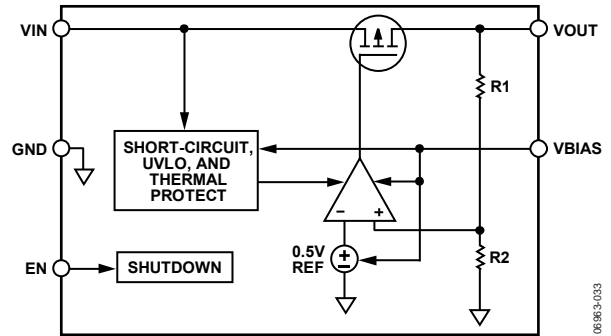 VIN
VOUT
R1
GND
SHORT-CIRCUIT,
UVLO, AND
THERMAL
PROTECT
VBIAS
− +
0.5V
REF
+
−
R2
EN
SHUTDOWN
06963-033